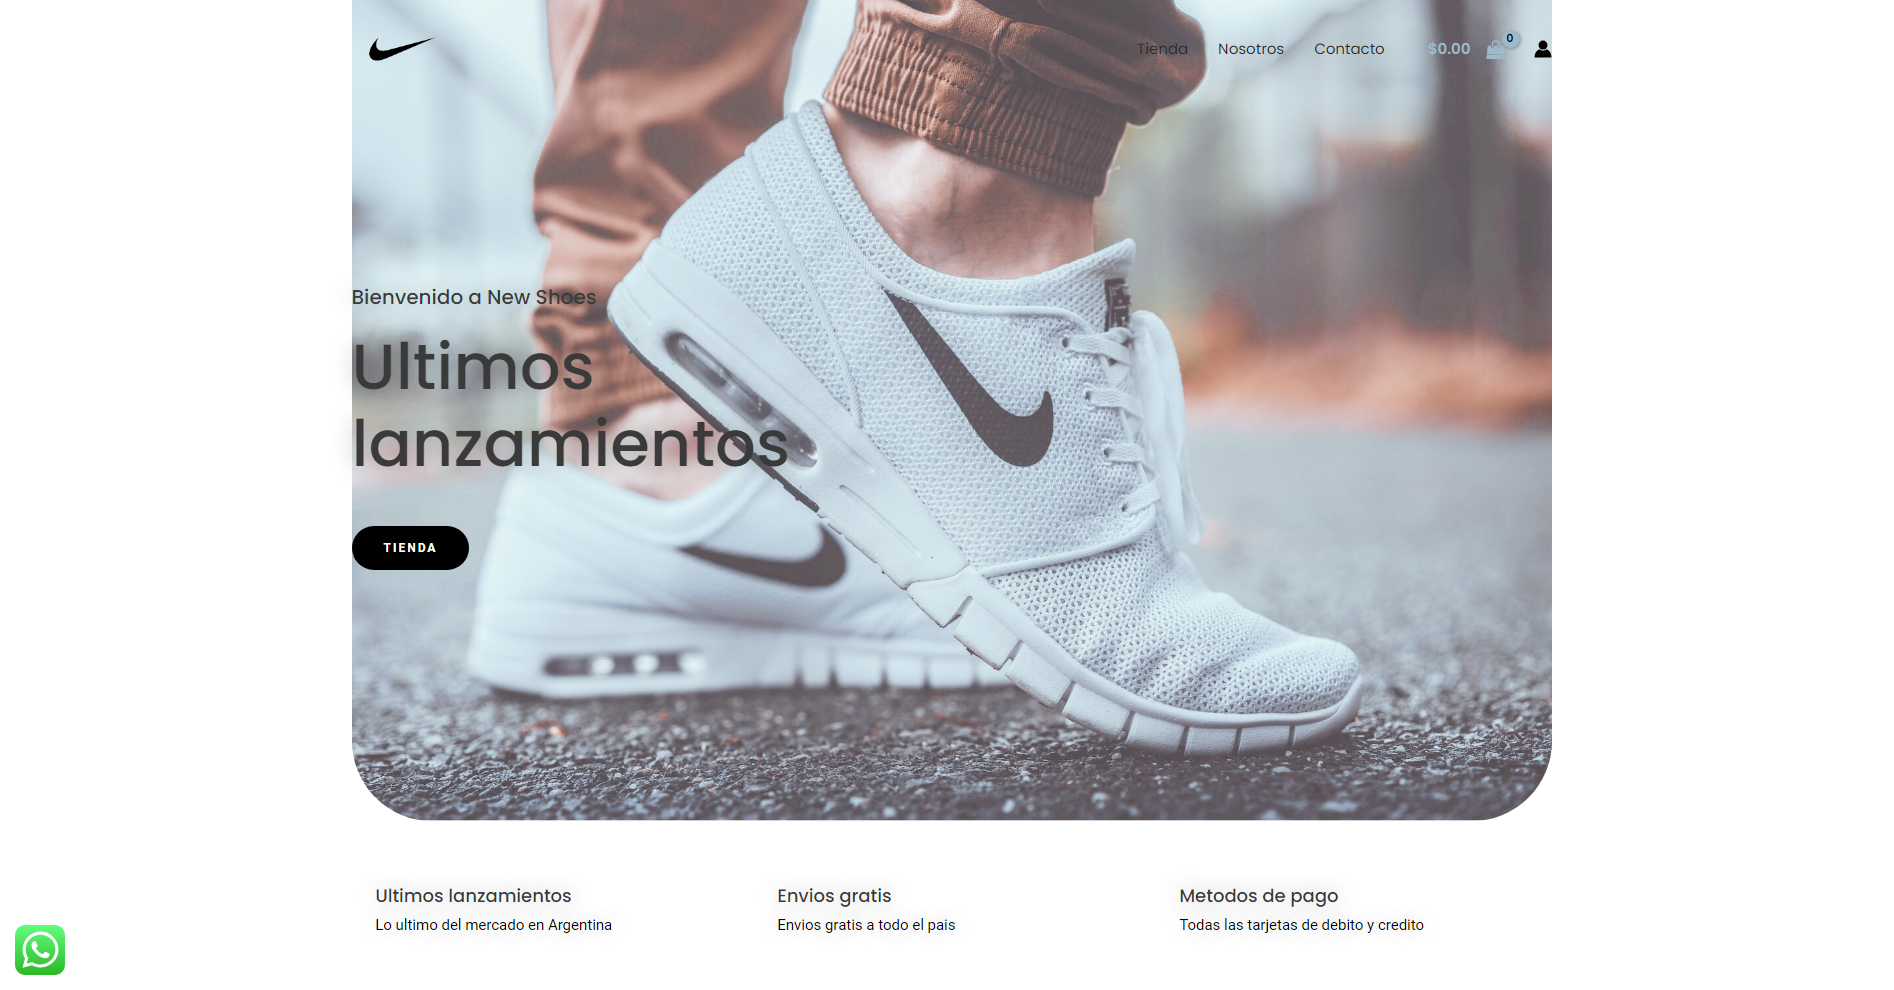 Tienda Nosotros Contacto $0.00 0
Bienvenido a New Shoes
Ultimos
lanzamientos
TIENDA
Ultimos lanzamientos
Lo ultimo del mercado en Argentina
Envios gratis
Envios gratis a todo el pais
Metodos de pago
Todas las tarjetas de debito y credito